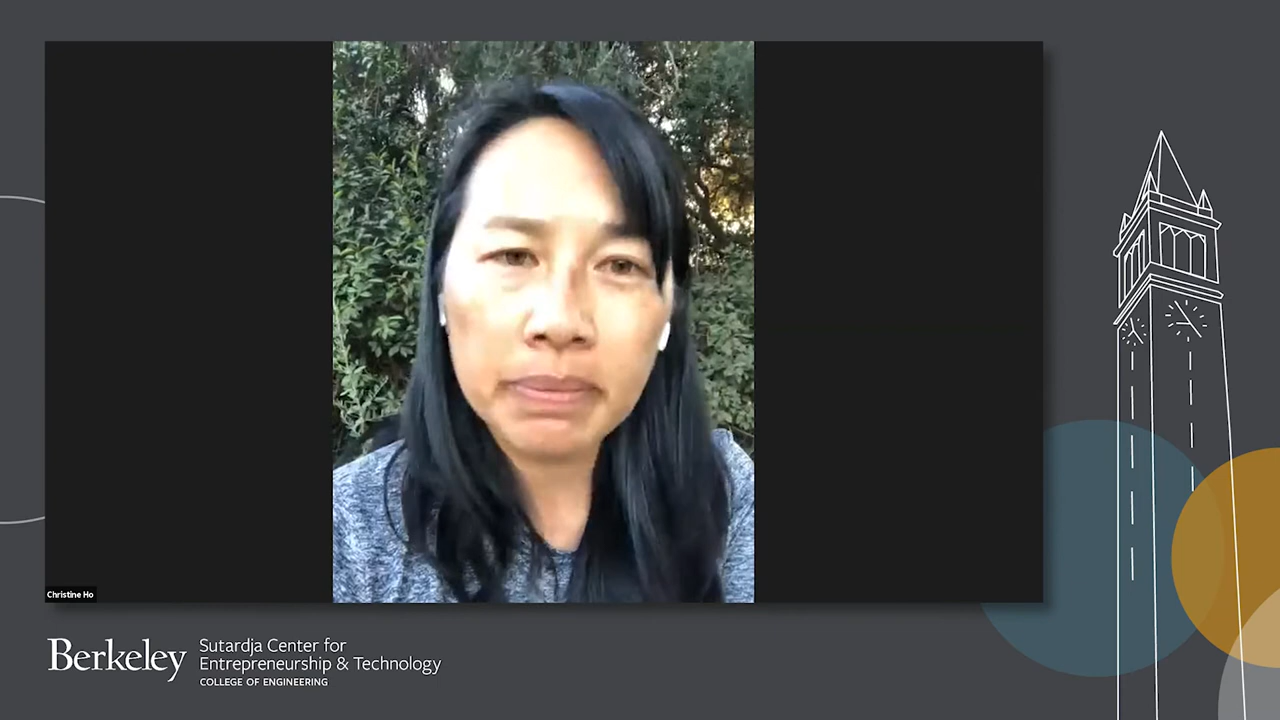 Christine Ho
Berkeley
Sutardja Center for
Entrepreneurship & Technology
COLLEGE OF ENGINEERING